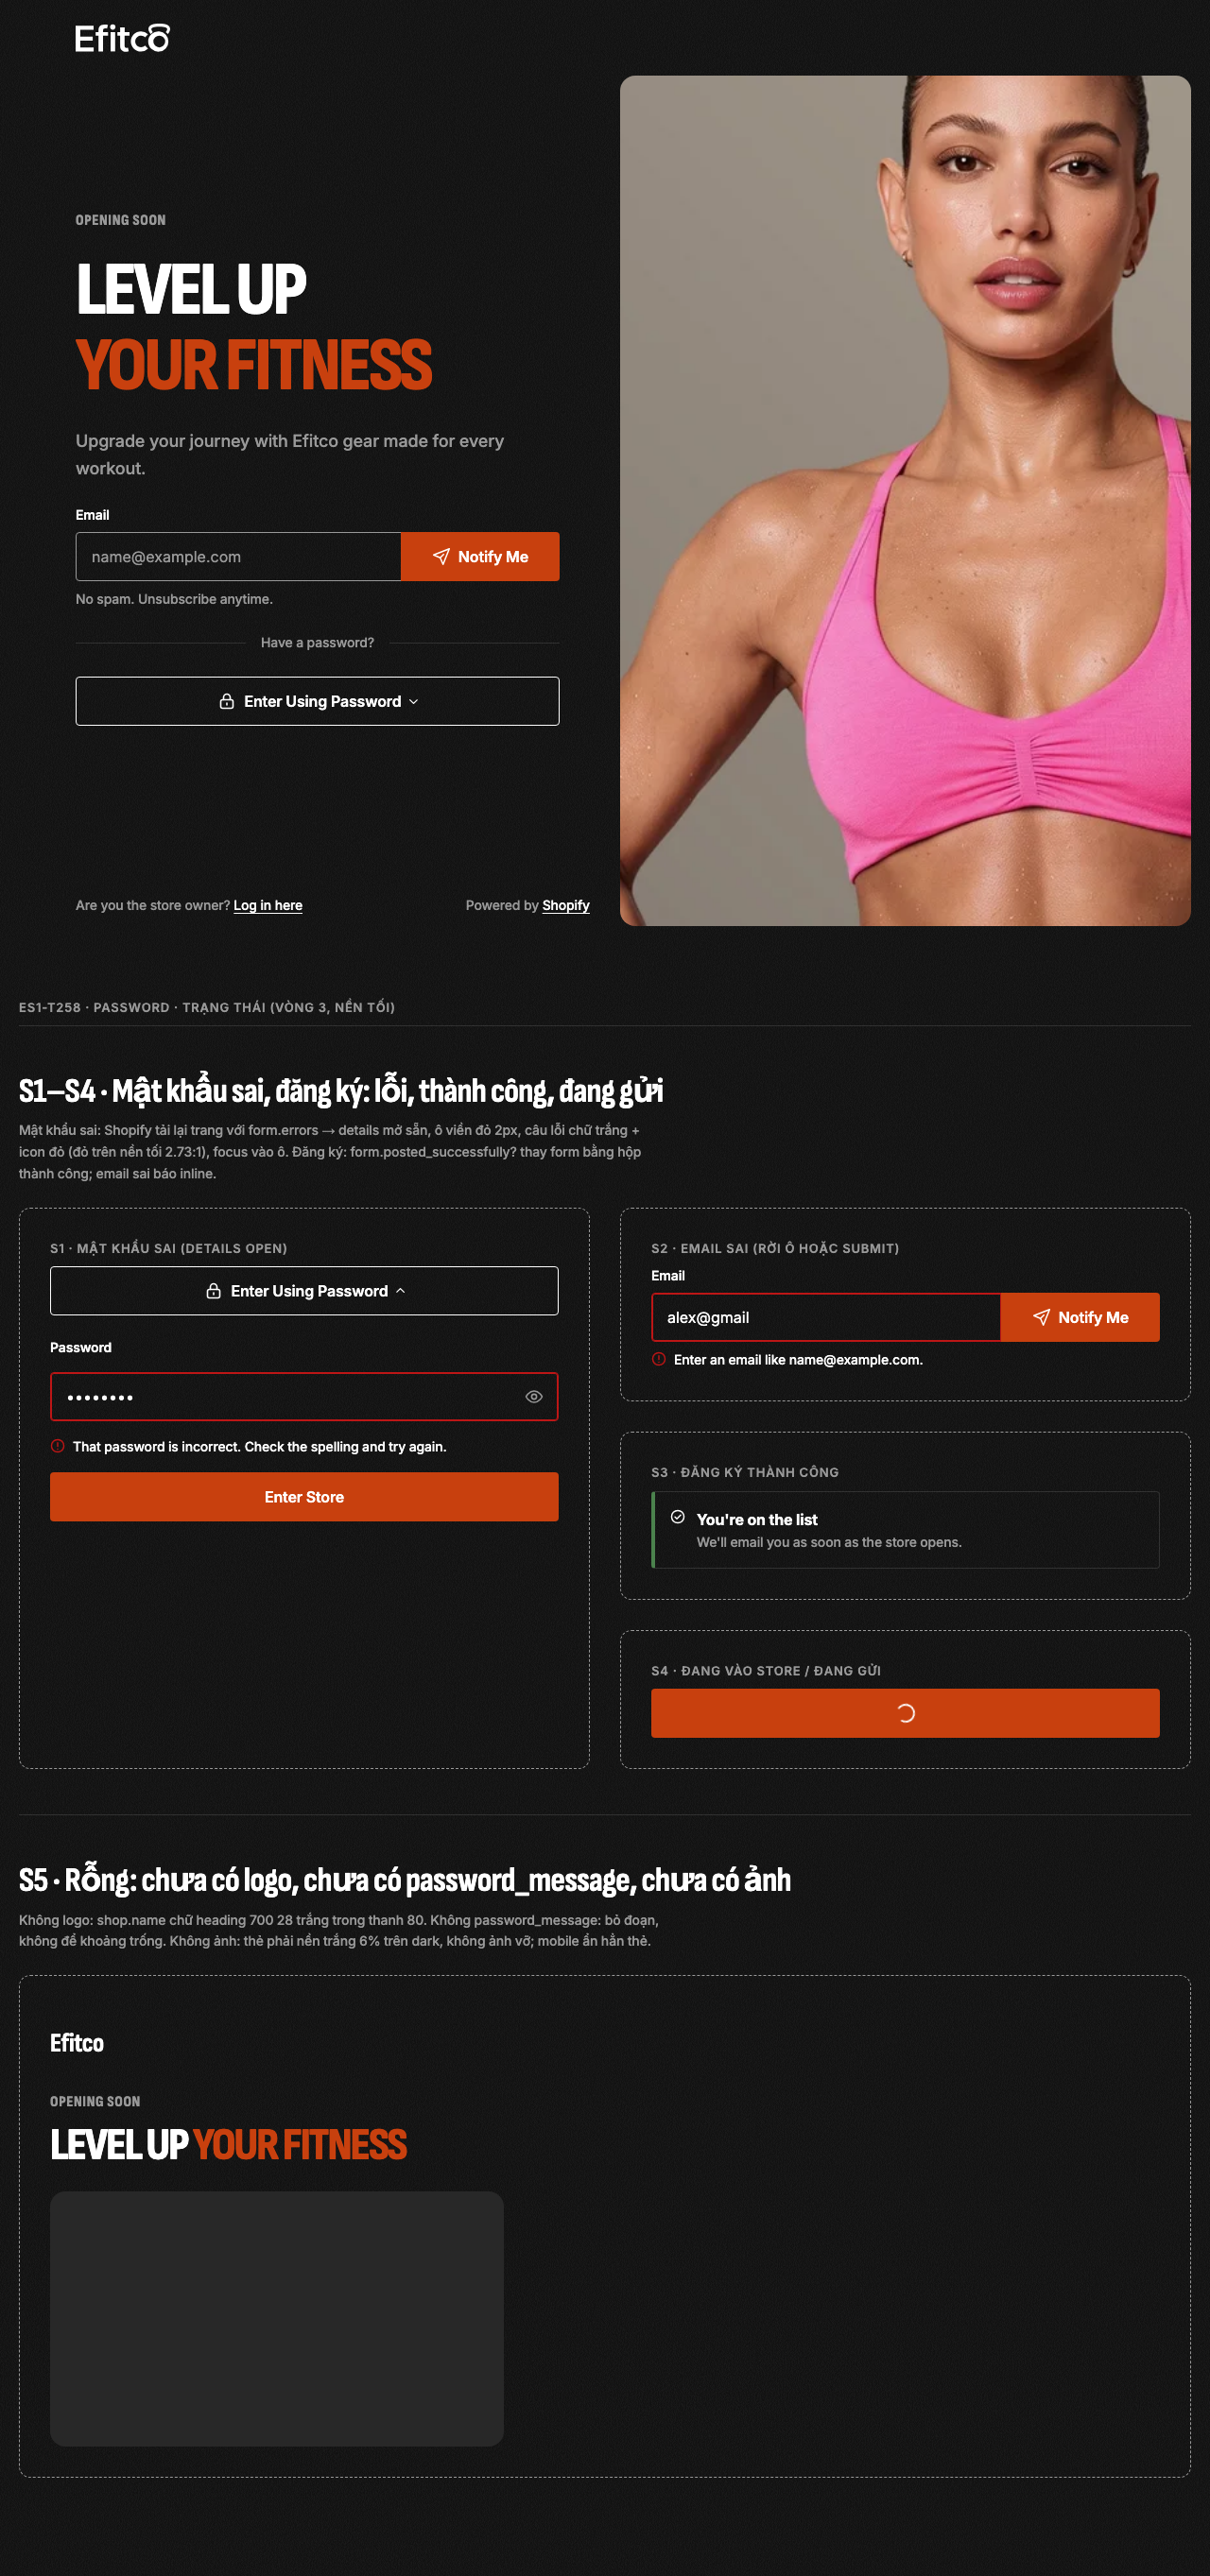 Efitco
OPENING SOON
LEVEL UP
YOUR FITNESS
Upgrade your journey with Efitco gear made for every
workout.
Email
name@example.com
Notify Me
No spam. Unsubscribe anytime.
Have a password?
Enter Using Password
Are you the store owner? Log in here
Powered by Shopify
ES1-T258 · PASSWORD · TRẠNG THÁI (VÒNG 3, NỀN TỐI)
S1–S4 · Mật khẩu sai, đăng ký: lỗi, thành công, đang gửi
Mật khẩu sai: Shopify tải lại trang với form.errors → details mở sẵn, ô viền đỏ 2px, câu lỗi chữ trắng +
icon đỏ (đỏ trên nền tối 2.73:1), focus vào ô. Đăng ký: form.posted_successfully? thay form bằng hộp
thành công; email sai báo inline.
S1 · MẬT KHẨU SAI (DETAILS OPEN)
Enter Using Password
Password
••••••••
That password is incorrect. Check the spelling and try again.
Enter Store
S2 · EMAIL SAI (RỜI Ô HOẶC SUBMIT)
Email
alex@gmail
Notify Me
Enter an email like name@example.com.
S3 · ĐĂNG KÝ THÀNH CÔNG
You're on the list
We'll email you as soon as the store opens.
S4 · ĐANG VÀO STORE / ĐANG GỬI
S5 · Rỗng: chưa có logo, chưa có password_message, chưa có ảnh
Không logo: shop.name chữ heading 700 28 trắng trong thanh 80. Không password_message: bỏ đoạn,
không để khoảng trống. Không ảnh: thẻ phải nền trắng 6% trên dark, không ảnh vỡ; mobile ẩn hẳn thẻ.
Efitco
OPENING SOON
LEVEL UP YOUR FITNESS